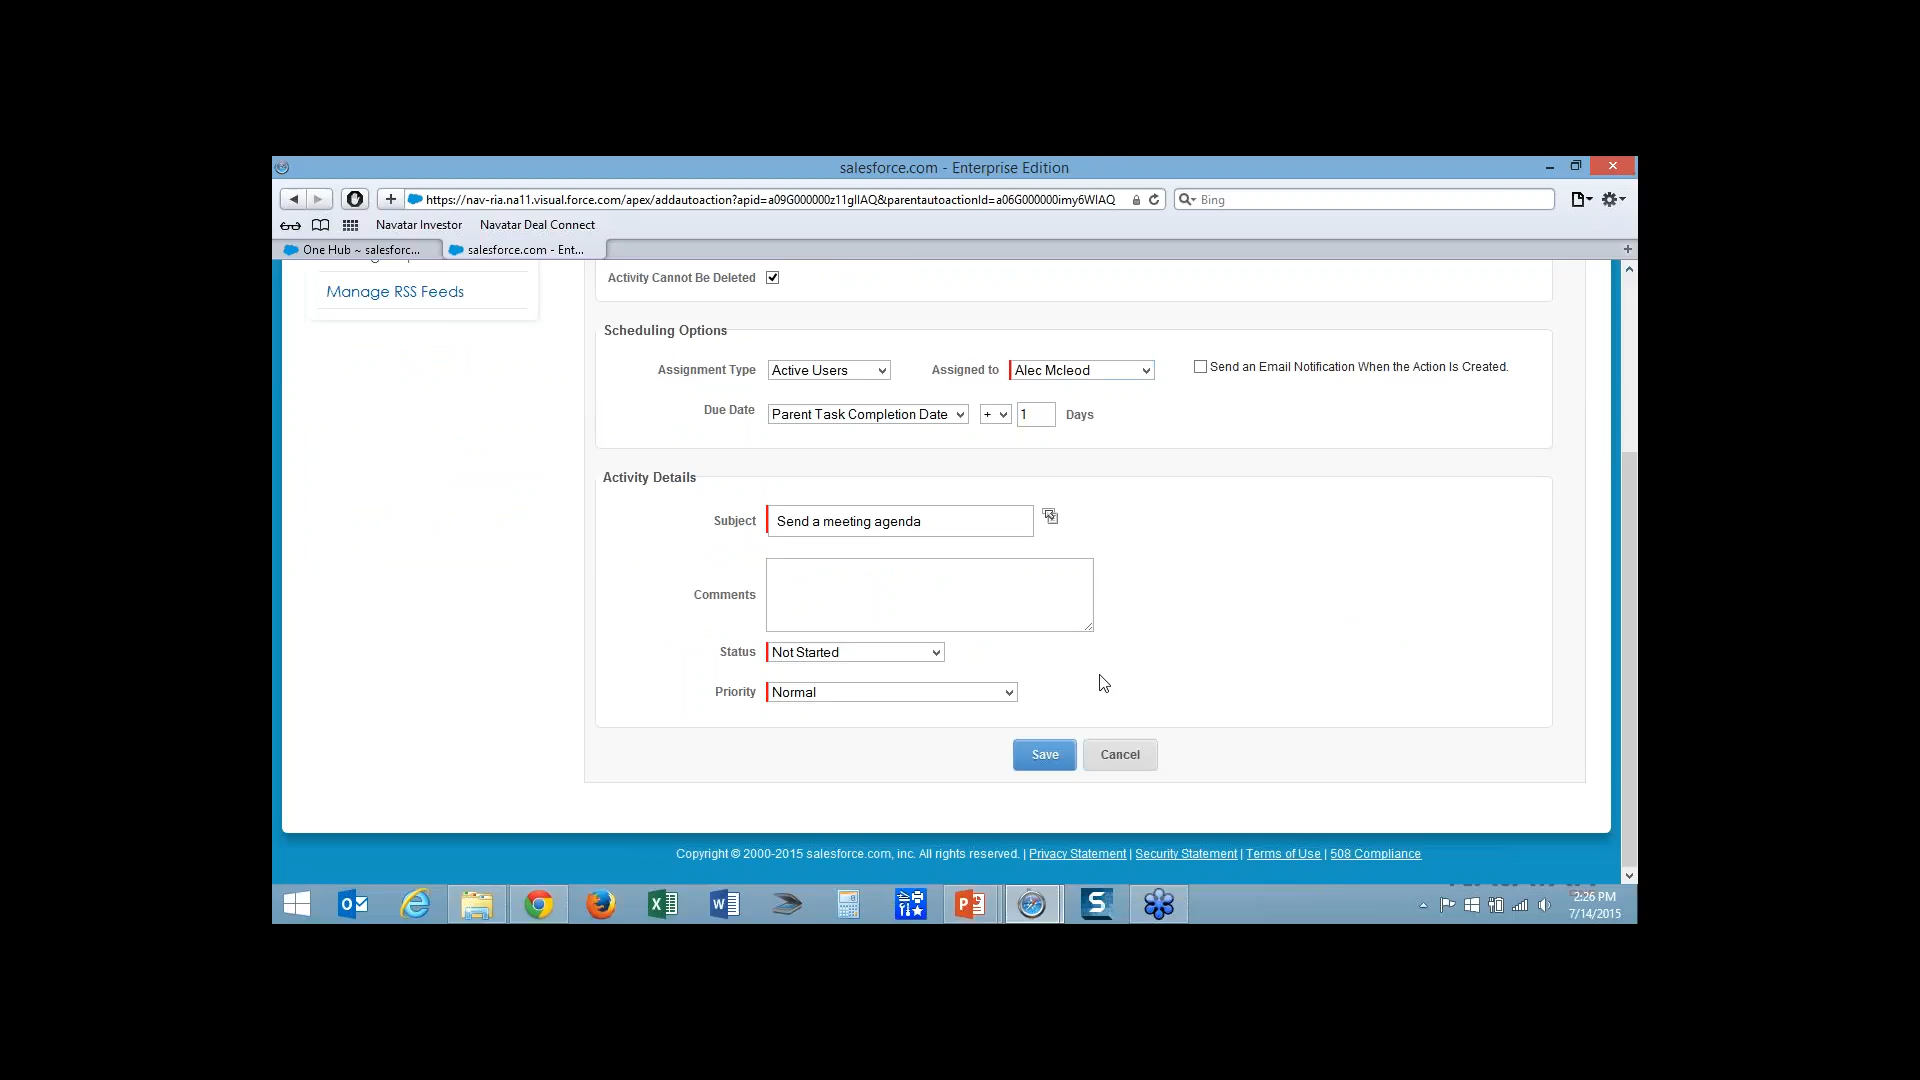 salesforce.com - Enterprise Edition
https://nav-ria.na11.visual.force.com/apex/addautoaction?apid=a09G000000z11glIAQ&parentautoactionId=a06G000000imy6WIAQ
Bing
Navatar Investor Navatar Deal Connect
One Hub ~ salesforc... salesforce.com - Ent...
Activity Cannot Be Deleted
Manage RSS Feeds
Scheduling Options
Assignment Type Active Users Assigned to Alec Mcleod Send an Email Notification When the Action Is Created.
Due Date Parent Task Completion Date + 1 Days
Activity Details
Subject Send a meeting agenda
Comments
Status Not Started
Priority Normal
Save Cancel
Copyright © 2000-2015 salesforce.com, inc. All rights reserved. | Privacy Statement | Security Statement | Terms of Use | 508 Compliance
2:26 PM
7/14/2015